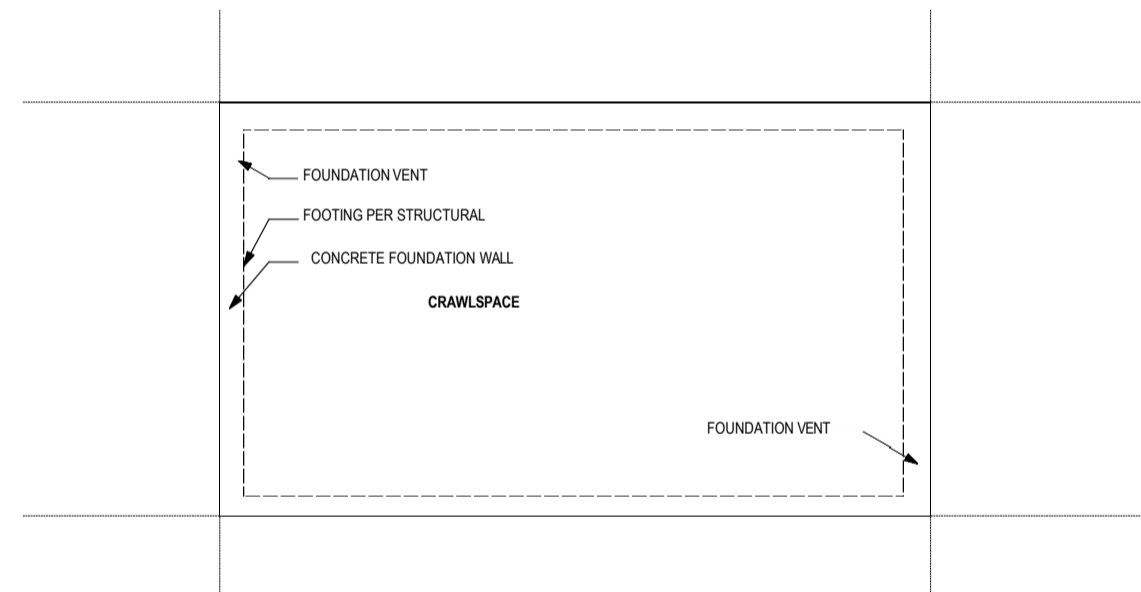 FOUNDATION VENT
FOOTING PER STRUCTURAL
CONCRETE FOUNDATION WALL
CRAWLSPACE
FOUNDATION VENT